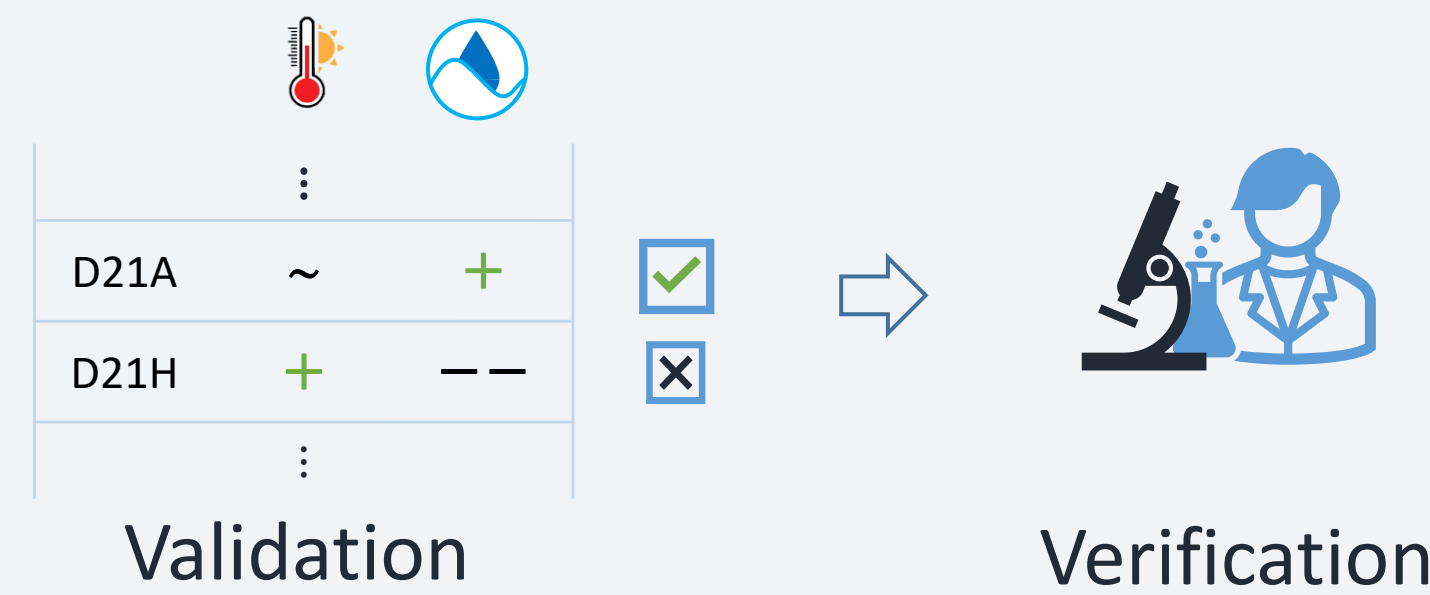 ⋮
D21A ~ +
D21H + – –
⋮
Validation
Verification